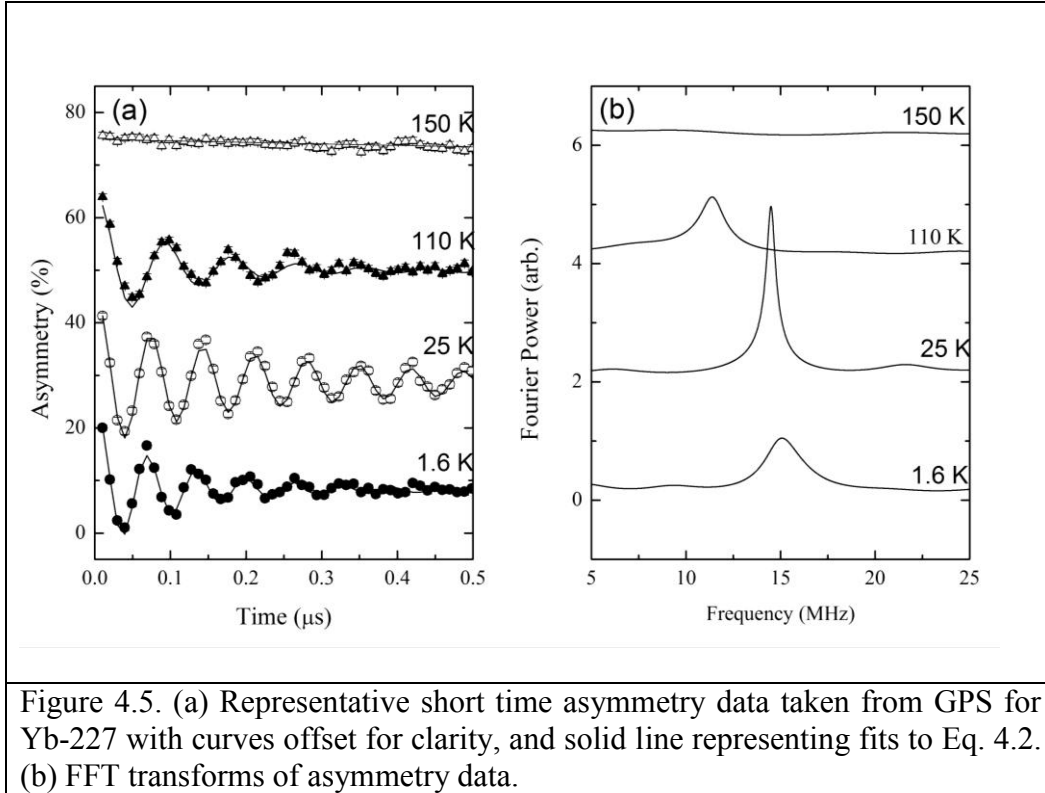 (a)
150 K
110 K
25 K
1.6 K
80
60
40
20
0
Asymmetry (%)
0.0 0.1 0.2 0.3 0.4 0.5
Time (μs)
(b)
150 K
110 K
25 K
1.6 K
6
4
2
0
Fourier Power (arb.)
5 10 15 20 25
Frequency (MHz)
Figure 4.5. (a) Representative short time asymmetry data taken from GPS for
Yb-227 with curves offset for clarity, and solid line representing fits to Eq. 4.2.
(b) FFT transforms of asymmetry data.